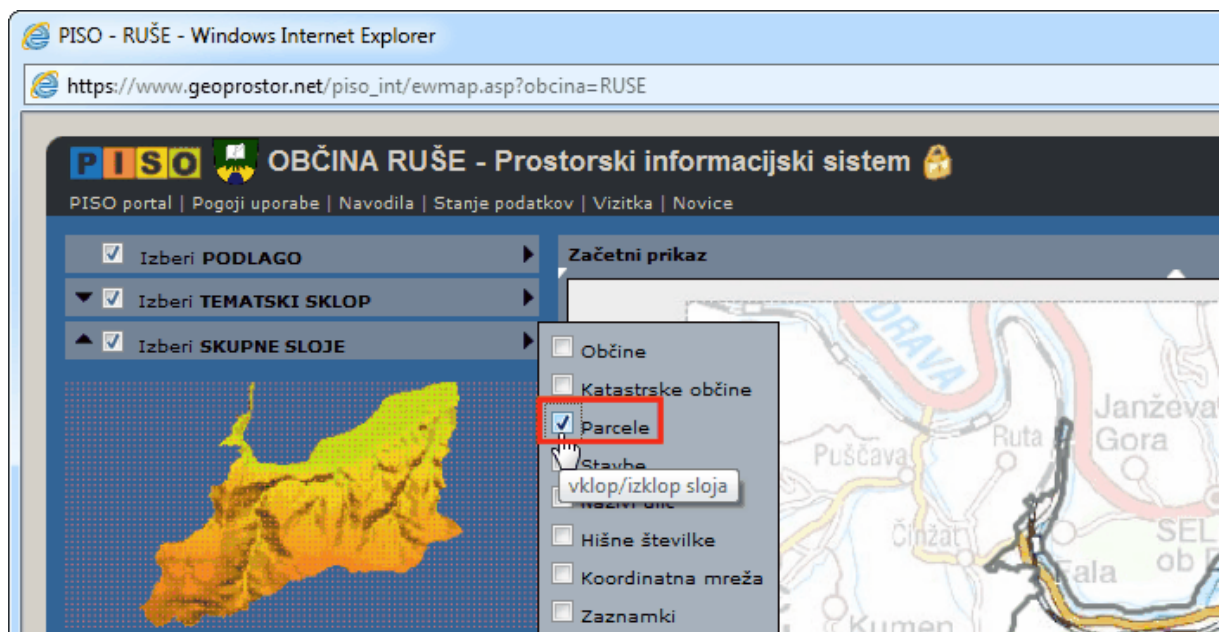 PISO - RUŠE - Windows Internet Explorer
https://www.geoprostor.net/piso_int/ewmap.asp?obcina=RUSE
PISO OBČINA RUŠE - Prostorski informacijski sistem
PISO portal | Pogoji uporabe | Navodila | Stanje podatkov | Vizitka | Novice
Izberi PODLAGO
Začetni prikaz
Izberi TEMATSKI SKLOP
Izberi SKUPNE SLOJE
Občine
Katastrske občine
Parcele
Stavbe
vklop/izklop sloja
Nazivi ulic
Hišne številke
Koordinatna mreža
Zaznamki
DRAVA
Janževa
Gora
Ruta
Puščava
Činžat
SEL
ob
Fala
Kumen